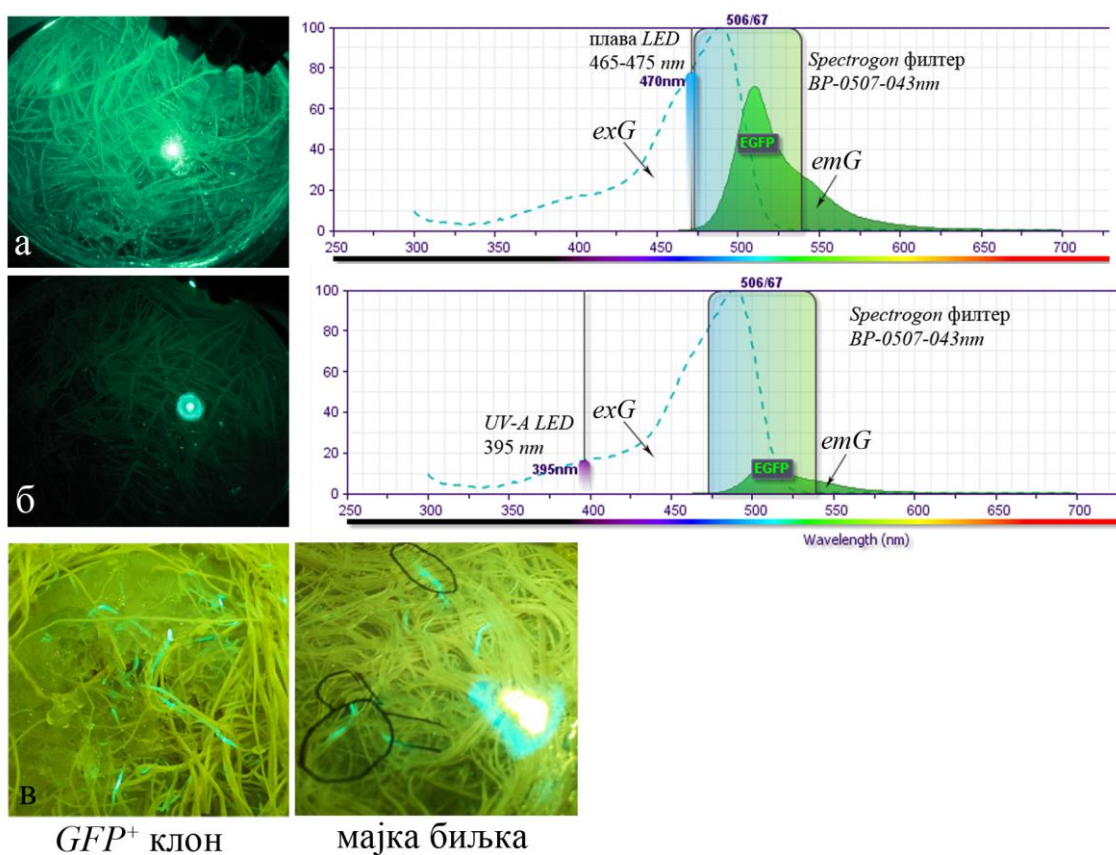 а
506/67
100
80
60
40
20
0
плава LED
465-475 nm
470nm
Spectrogon филтер
BP-0507-043nm
exG
EGFP
emG
250 300 350 400 450 500 550 600 650 700
б
506/67
100
80
60
40
20
0
Spectrogon филтер
BP-0507-043nm
exG
UV-A LED
395 nm
395nm
emG
EGFP
250 300 350 400 450 500 550 600 650 700
Wavelength (nm)
в
GFP+ клон
мајка биљка